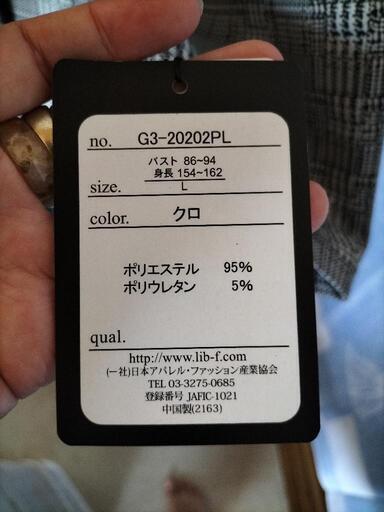 no. G3-20202PL
バスト 86~94
身長 154~162
size. L
color. クロ
ポリエステル 95%
ポリウレタン 5%
qual.
http://www.lib-f.com
(一社)日本アパレル・ファッション産業協会
TEL 03-3275-0685
登録番号 JAFIC-1021
中国製(2163)